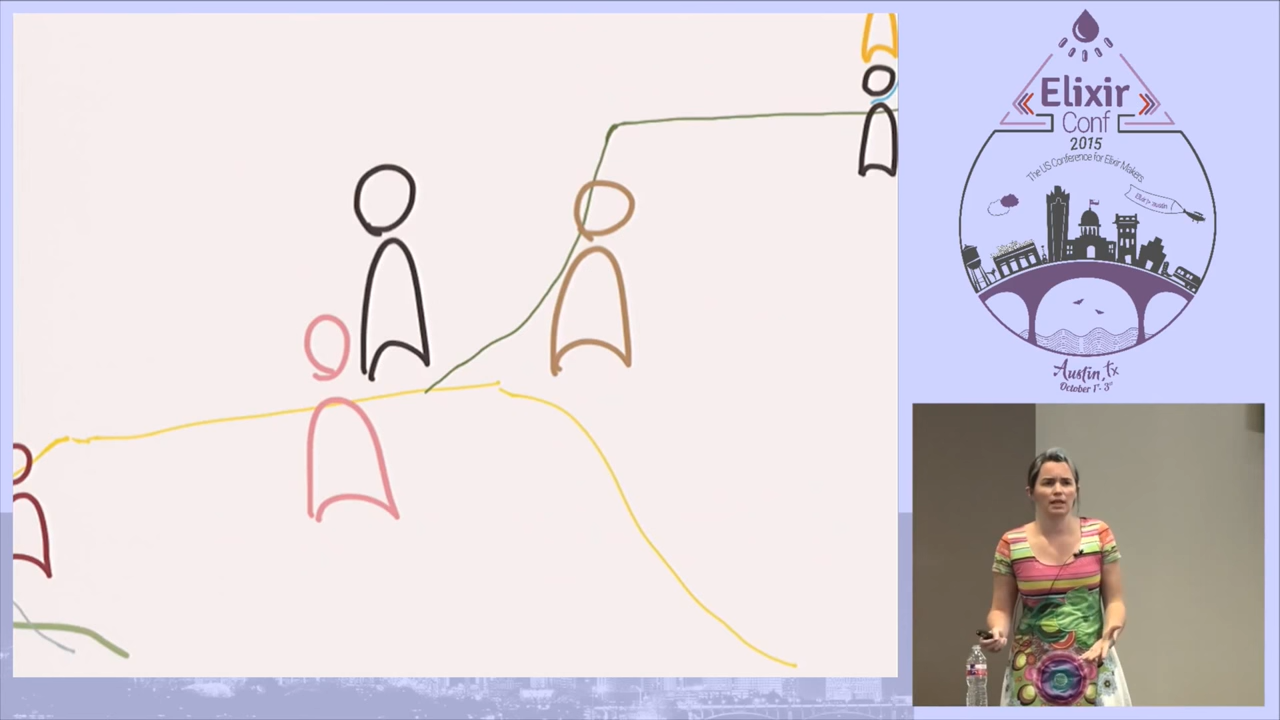 Elixir
Conf
2015
The US Conference for Elixir Makers
Austin, TX
October 1st - 3rd